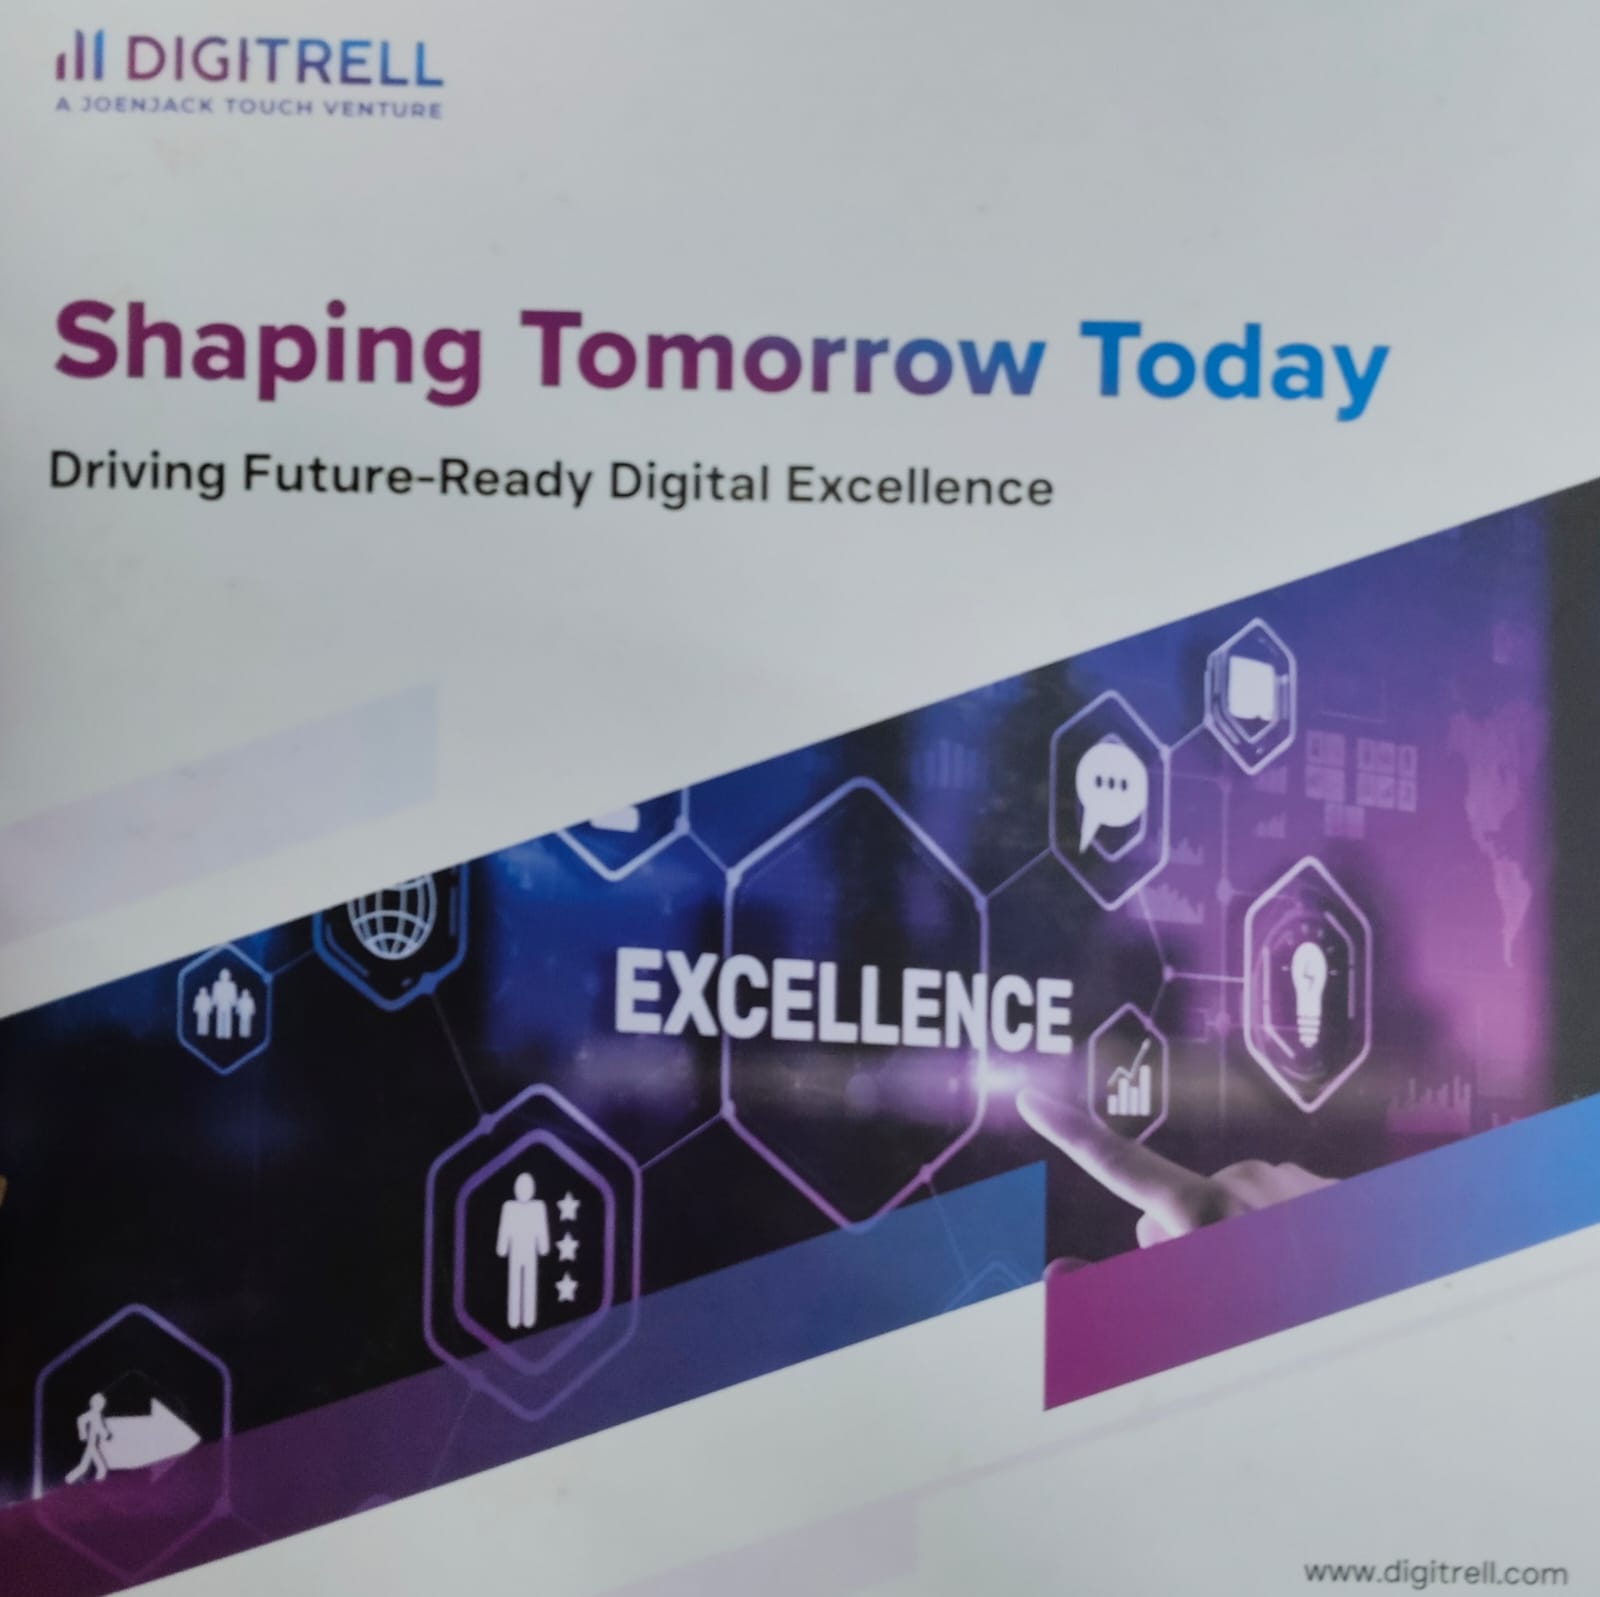 DIGITRELL
A JOENJACK TOUCH VENTURE
Shaping Tomorrow Today
Driving Future-Ready Digital Excellence
EXCELLENCE
www.digitrell.com